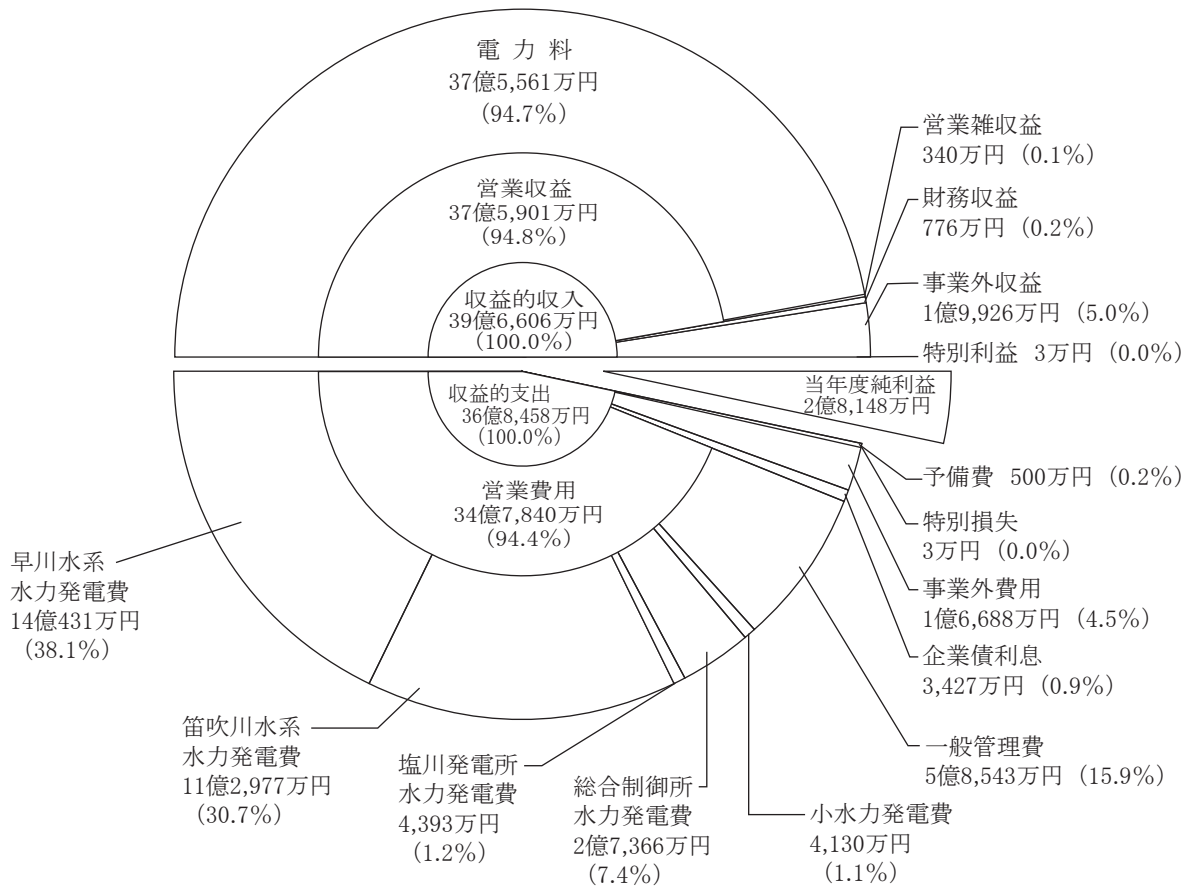 電力料
37億5,561万円
(94.7%)
営業雑収益
340万円（0.1%）
財務収益
776万円（0.2%）
営業収益
37億5,901万円
(94.8%)
事業外収益
1億9,926万円（5.0%）
収益的収入
39億6,606万円
(100.0%)
特別利益 3万円（0.0%）
当年度純利益
2億8,148万円
収益的支出
36億8,458万円
(100.0%)
予備費 500万円（0.2%）
営業費用
34億7,840万円
(94.4%)
特別損失
3万円（0.0%）
事業外費用
1億6,688万円（4.5%）
企業債利息
3,427万円（0.9%）
早川水系
水力発電費
14億431万円
(38.1%)
笛吹川水系
水力発電費
11億2,977万円
(30.7%)
塩川発電所
水力発電費
4,393万円
(1.2%)
総合制御所
水力発電費
2億7,366万円
(7.4%)
小水力発電費
4,130万円
(1.1%)
一般管理費
5億8,543万円（15.9%）